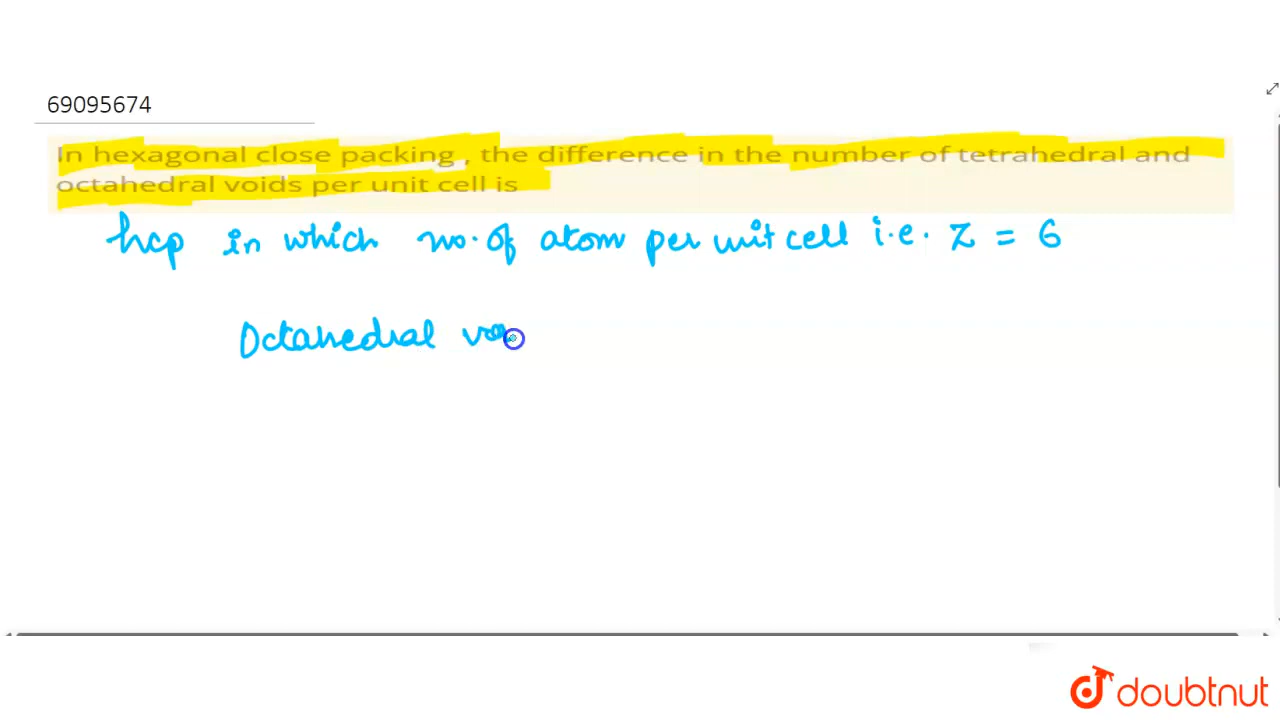 69095674
In hexagonal close packing , the difference in the number of tetrahedral and
octahedral voids per unit cell is
hcp in which no. of atom per unit cell i.e. Z = 6
Octahedral vo
doubtnut